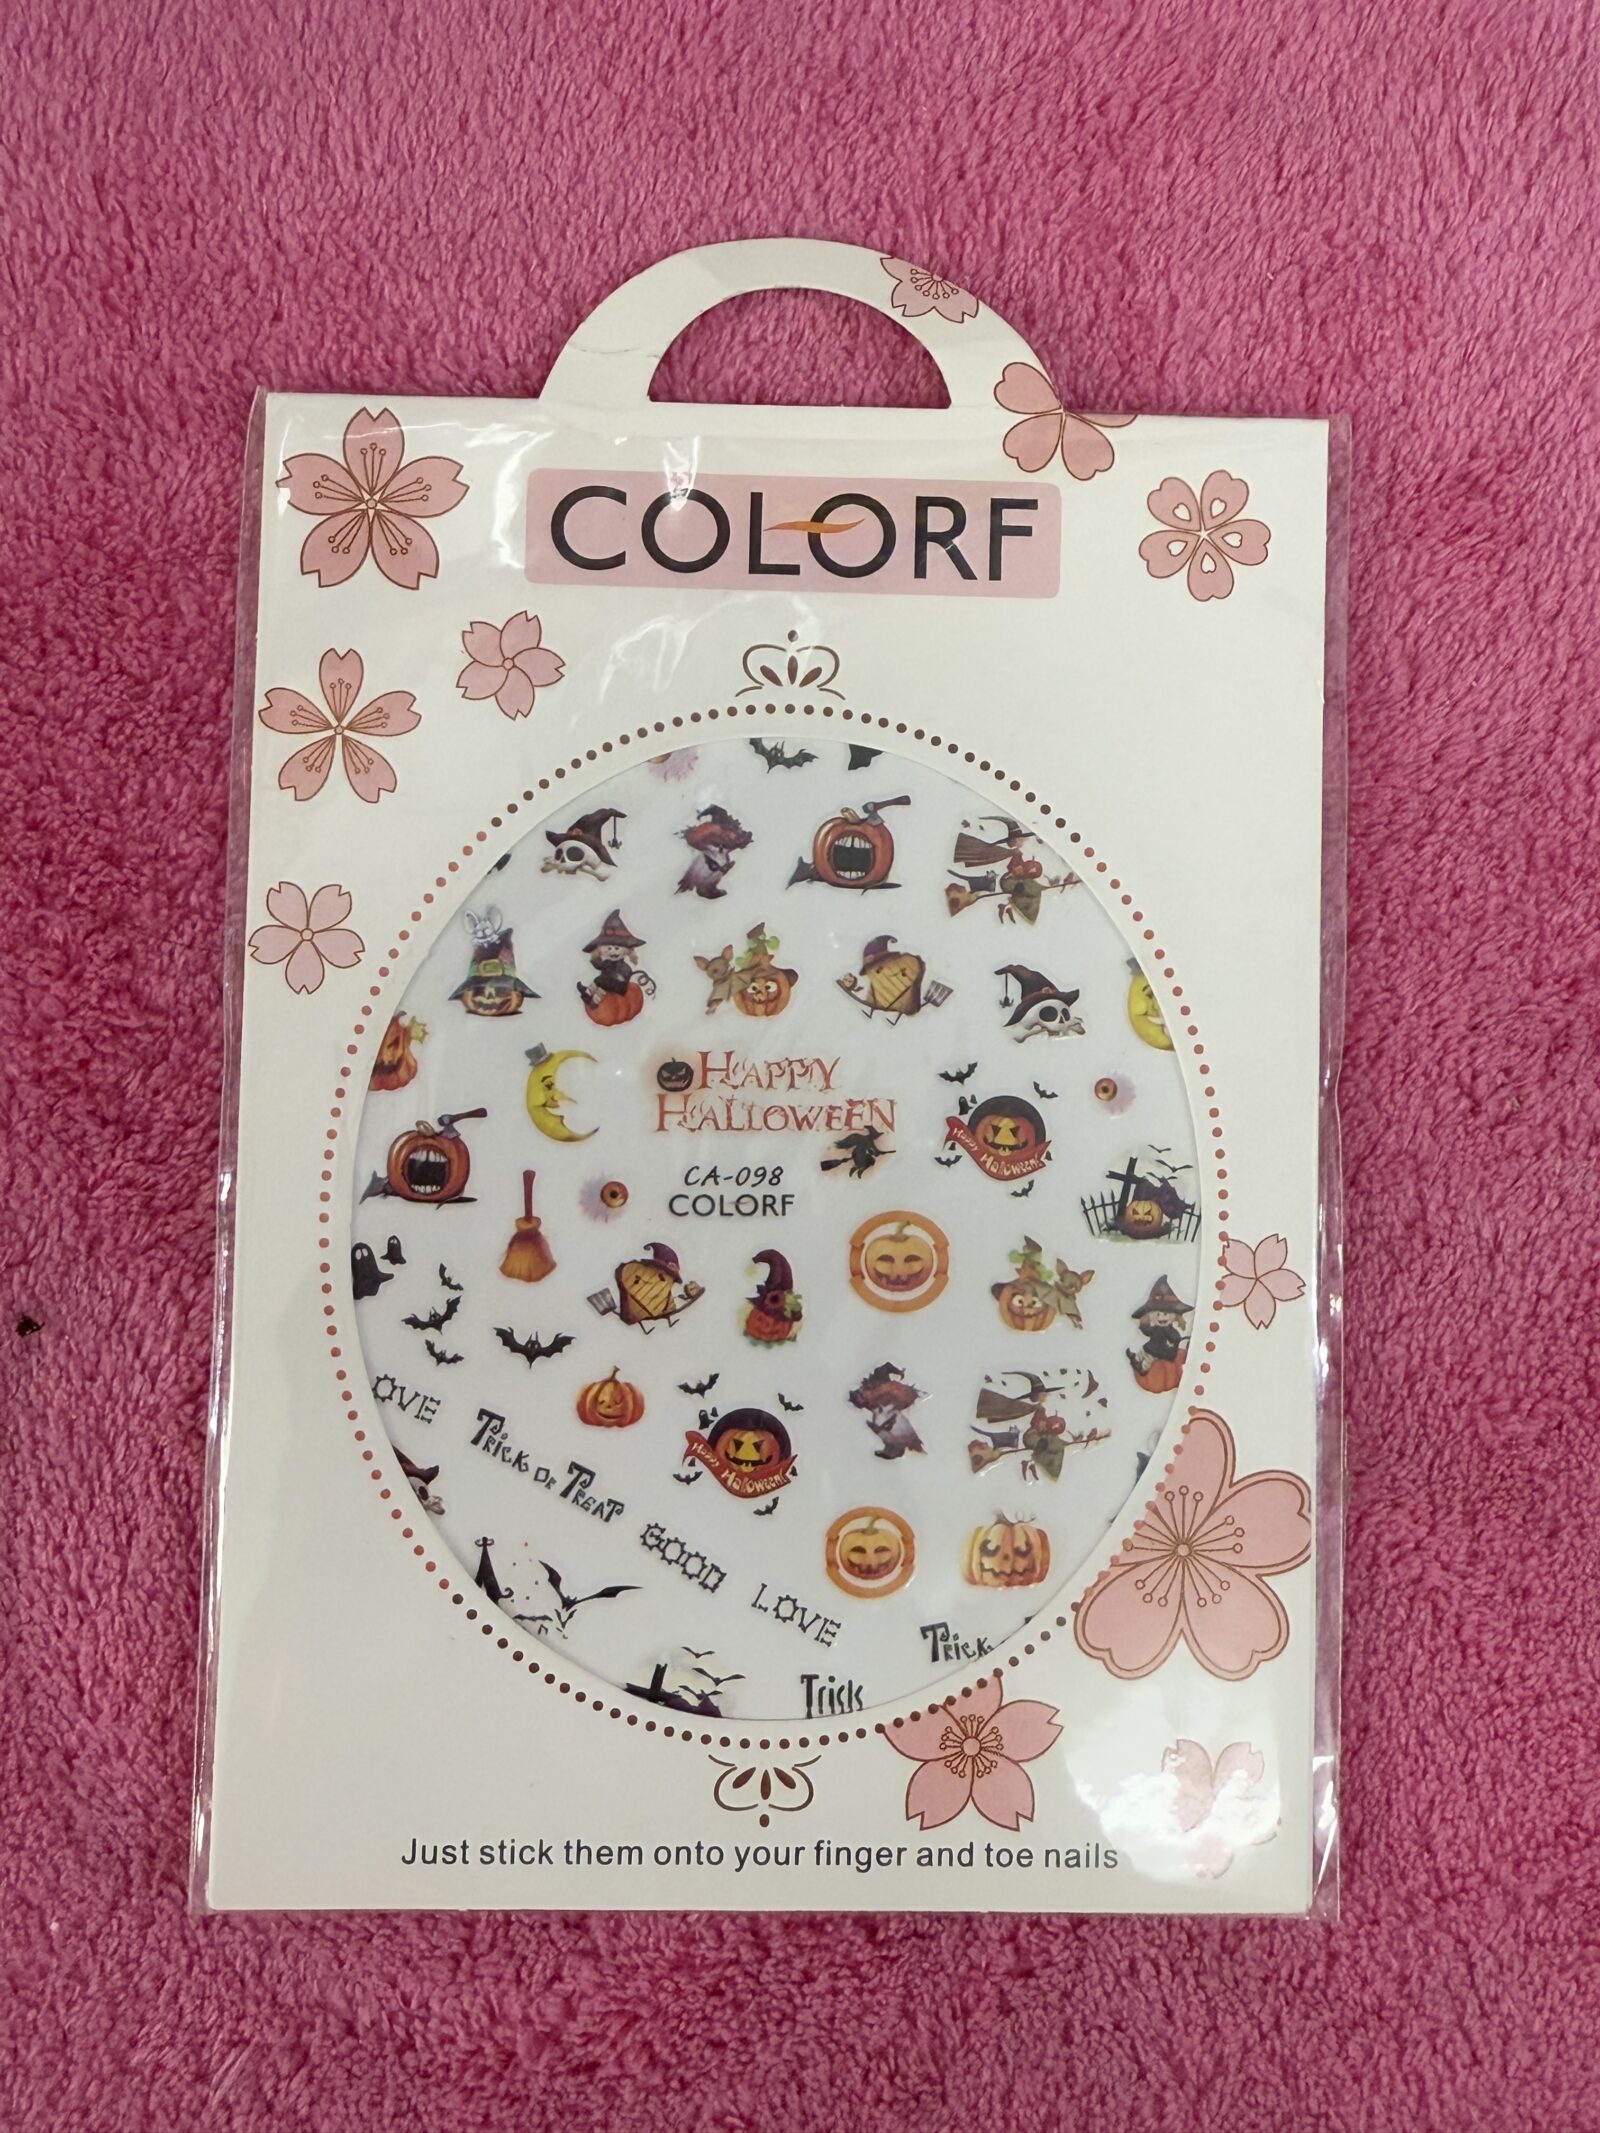 COLORF
HAPPY
HALLOWEEN
CA-098
COLORF
Happy Halloween
OVE
TRICK OR TREAT
Happy Halloween
GOOD
LOVE
TRICK
Trick
Just stick them onto your finger and toe nails